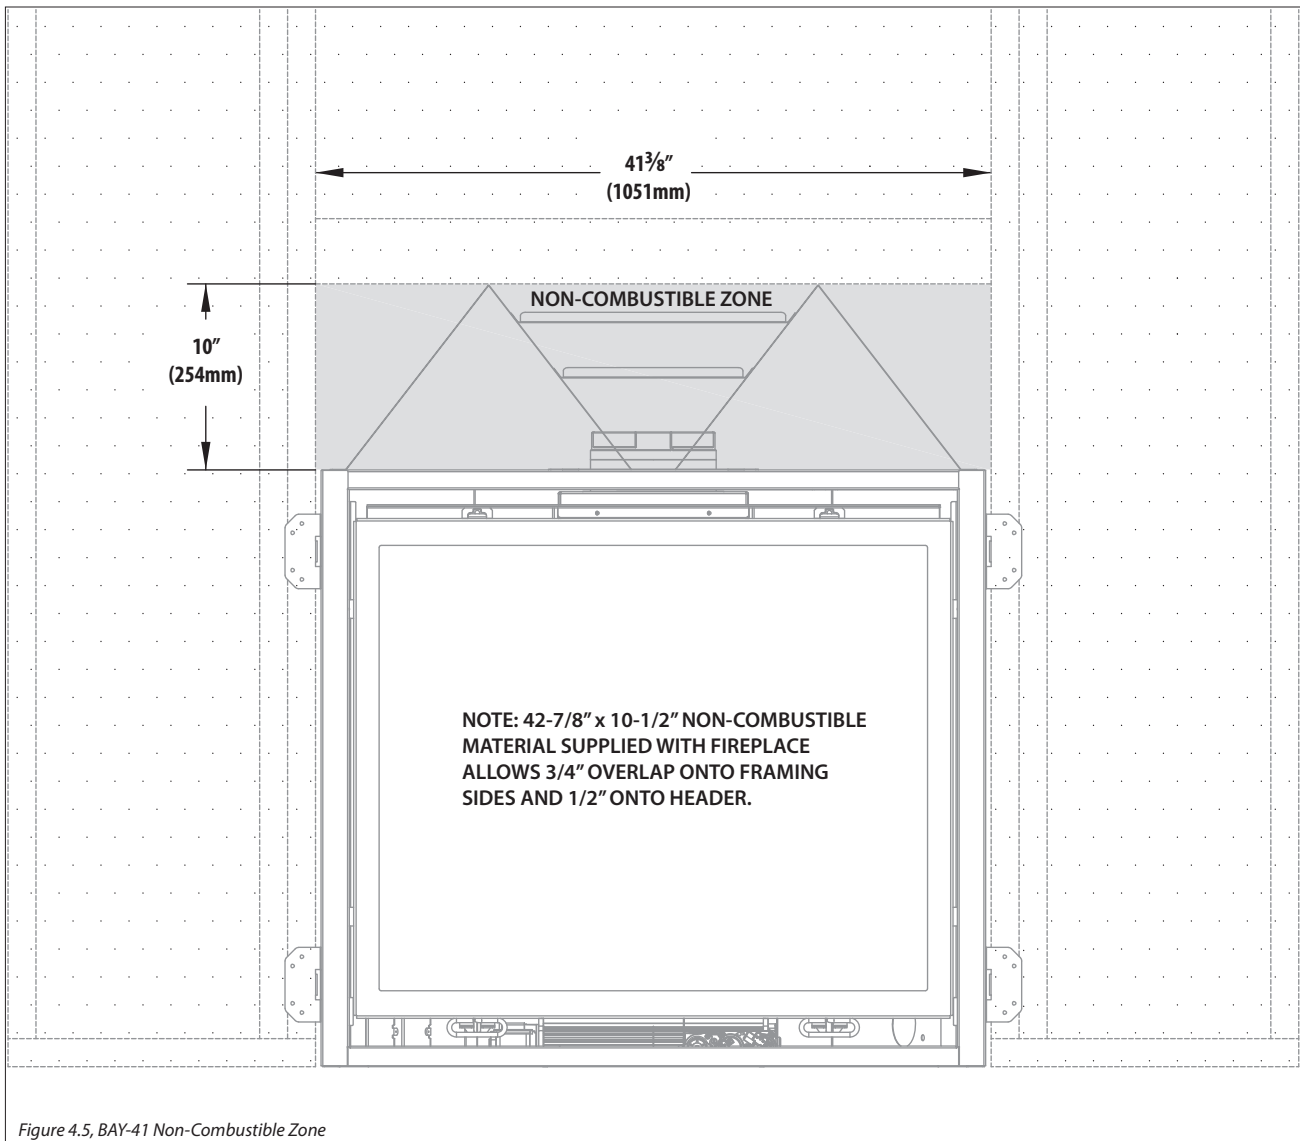 41⅜"
(1051mm)
NON-COMBUSTIBLE ZONE
10"
(254mm)
NOTE: 42-7/8" x 10-1/2" NON-COMBUSTIBLE
MATERIAL SUPPLIED WITH FIREPLACE
ALLOWS 3/4" OVERLAP ONTO FRAMING
SIDES AND 1/2" ONTO HEADER.
Figure 4.5, BAY-41 Non-Combustible Zone